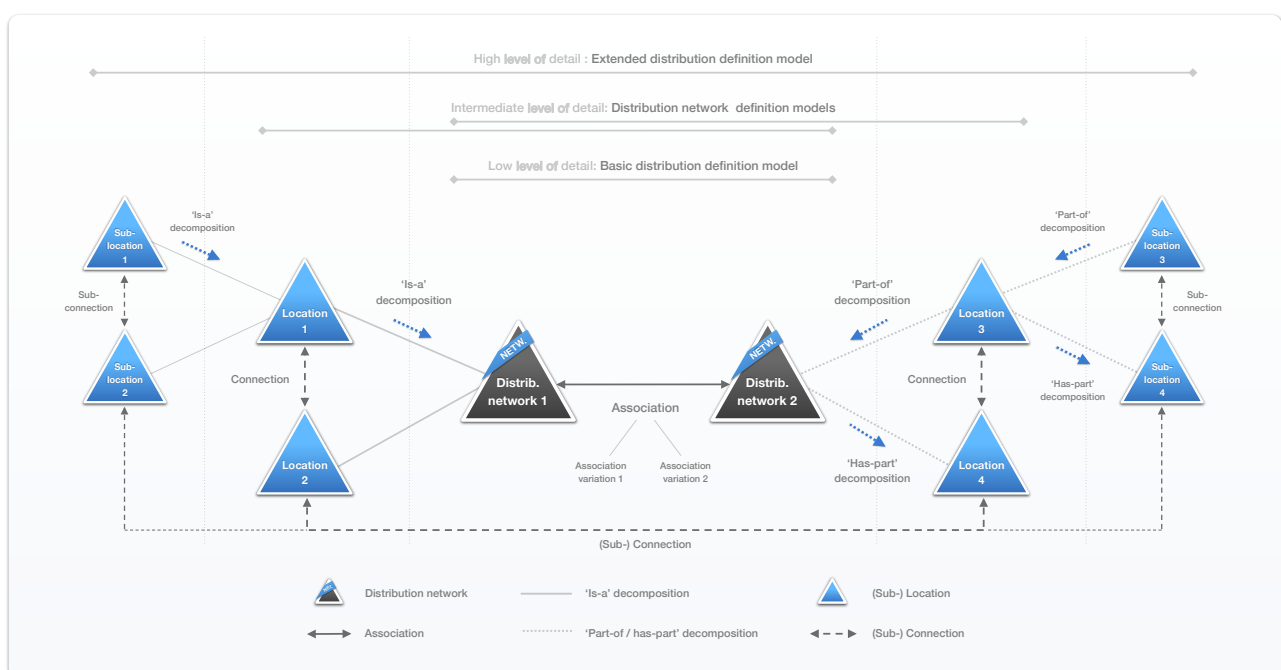 High level of detail : Extended distribution definition model
Intermediate level of detail: Distribution network  definition models
Low level of detail: Basic distribution definition model
'Is-a'
decomposition
'Part-of'
decomposition
Sub-
location
1
Sub-
location
3
'Is-a'
decomposition
'Part-of'
decomposition
Sub-
connection
Sub-
connection
Location
1
Location
3
NETW.
NETW.
Sub-
location
2
Sub-
location
4
Connection
Connection
Distrib.
network 1
Distrib.
network 2
'Has-part'
decomposition
Association
Association
variation 1
Association
variation 2
Location
2
Location
4
'Has-part'
decomposition
(Sub-) Connection
NET.
Distribution network
'Is-a' decomposition
(Sub-) Location
Association
'Part-of / has-part' decomposition
(Sub-) Connection